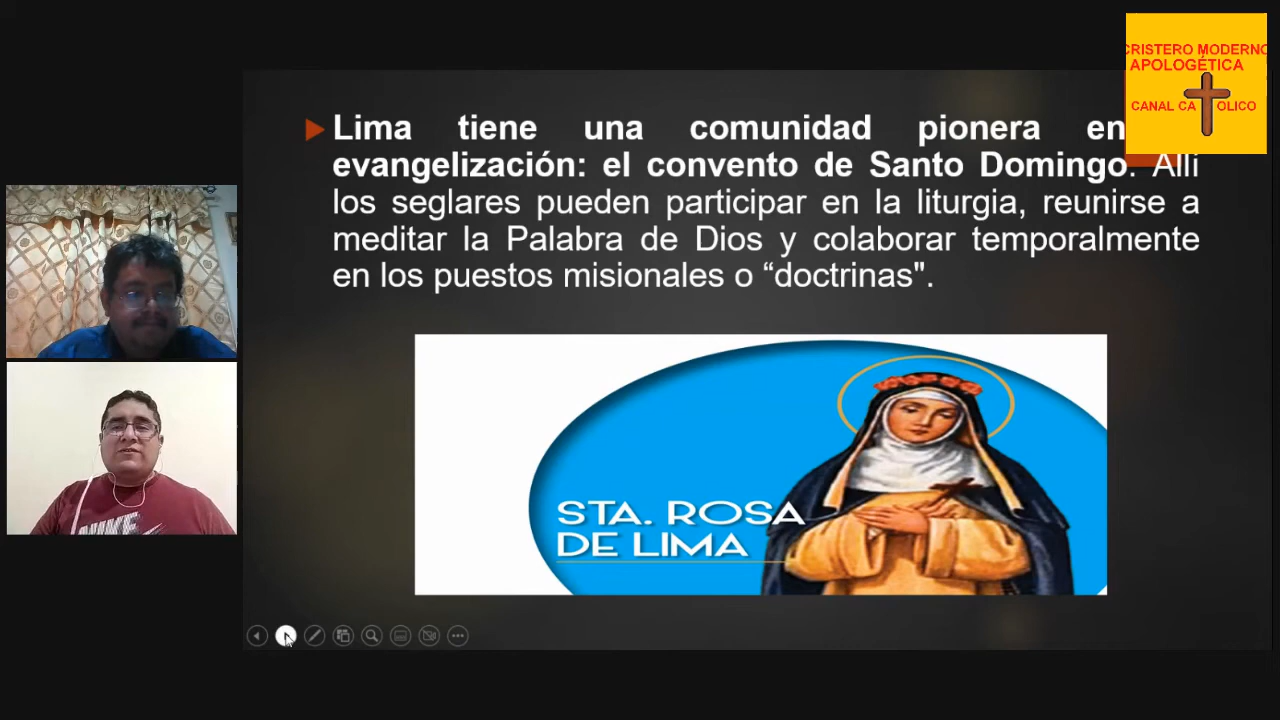 CRISTERO MODERNO
APOLOGÉTICA
CANAL CA OLICO
Lima tiene una comunidad pionera en
evangelización: el convento de Santo Domingo. Allí
los seglares pueden participar en la liturgia, reunirse a
meditar la Palabra de Dios y colaborar temporalmente
en los puestos misionales o “doctrinas".
STA. ROSA
DE LIMA
NIKE